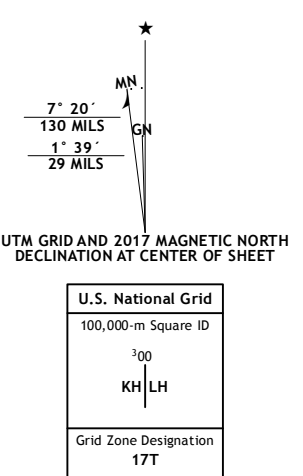 ★
MN
7° 20´
130 MILS
GN
1° 39´
29 MILS
UTM GRID AND 2017 MAGNETIC NORTH
DECLINATION AT CENTER OF SHEET
U.S. National Grid
100,000-m Square ID
³00
KH LH
Grid Zone Designation
17T